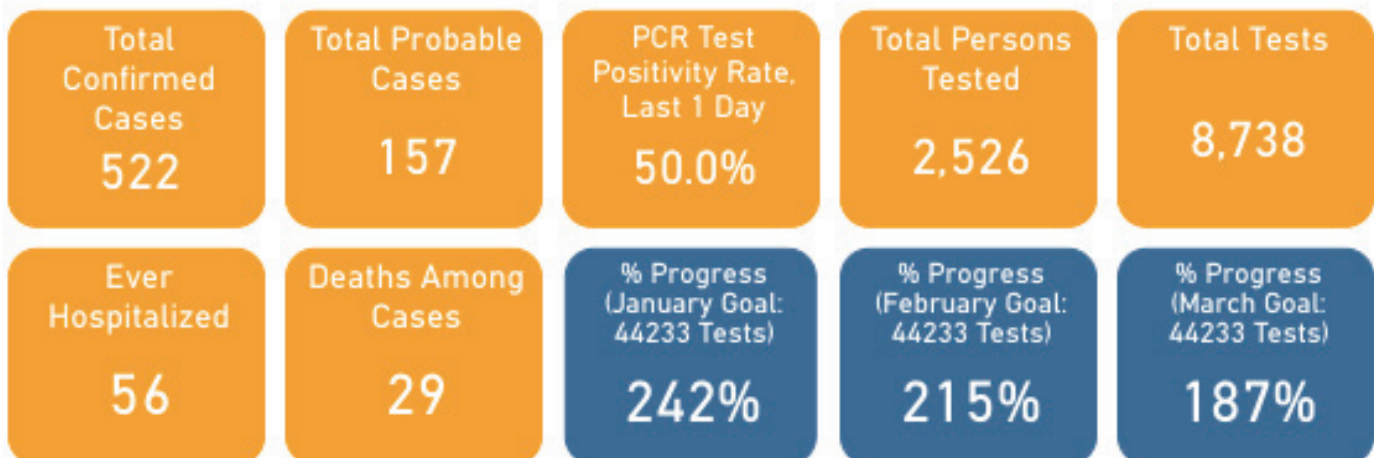 Total
Confirmed
Cases
522
Total Probable
Cases
157
PCR Test
Positivity Rate,
Last 1 Day
50.0%
Total Persons
Tested
2,526
Total Tests
8,738
Ever
Hospitalized
56
Deaths Among
Cases
29
% Progress
(January Goal:
44233 Tests)
242%
% Progress
(February Goal:
44233 Tests)
215%
% Progress
(March Goal:
44233 Tests)
187%